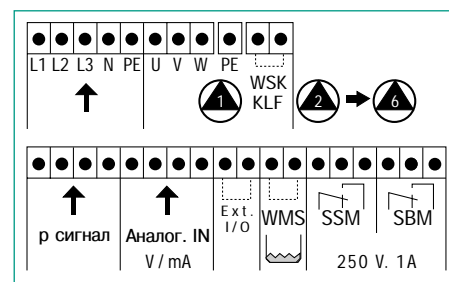 L1 L2 L3 N PE U V W PE
WSK
KLF
1 2 6
р сигнал
Аналог. IN
V / mA
Ext.
I/O
WMS
SSM
SBM
250 V. 1A